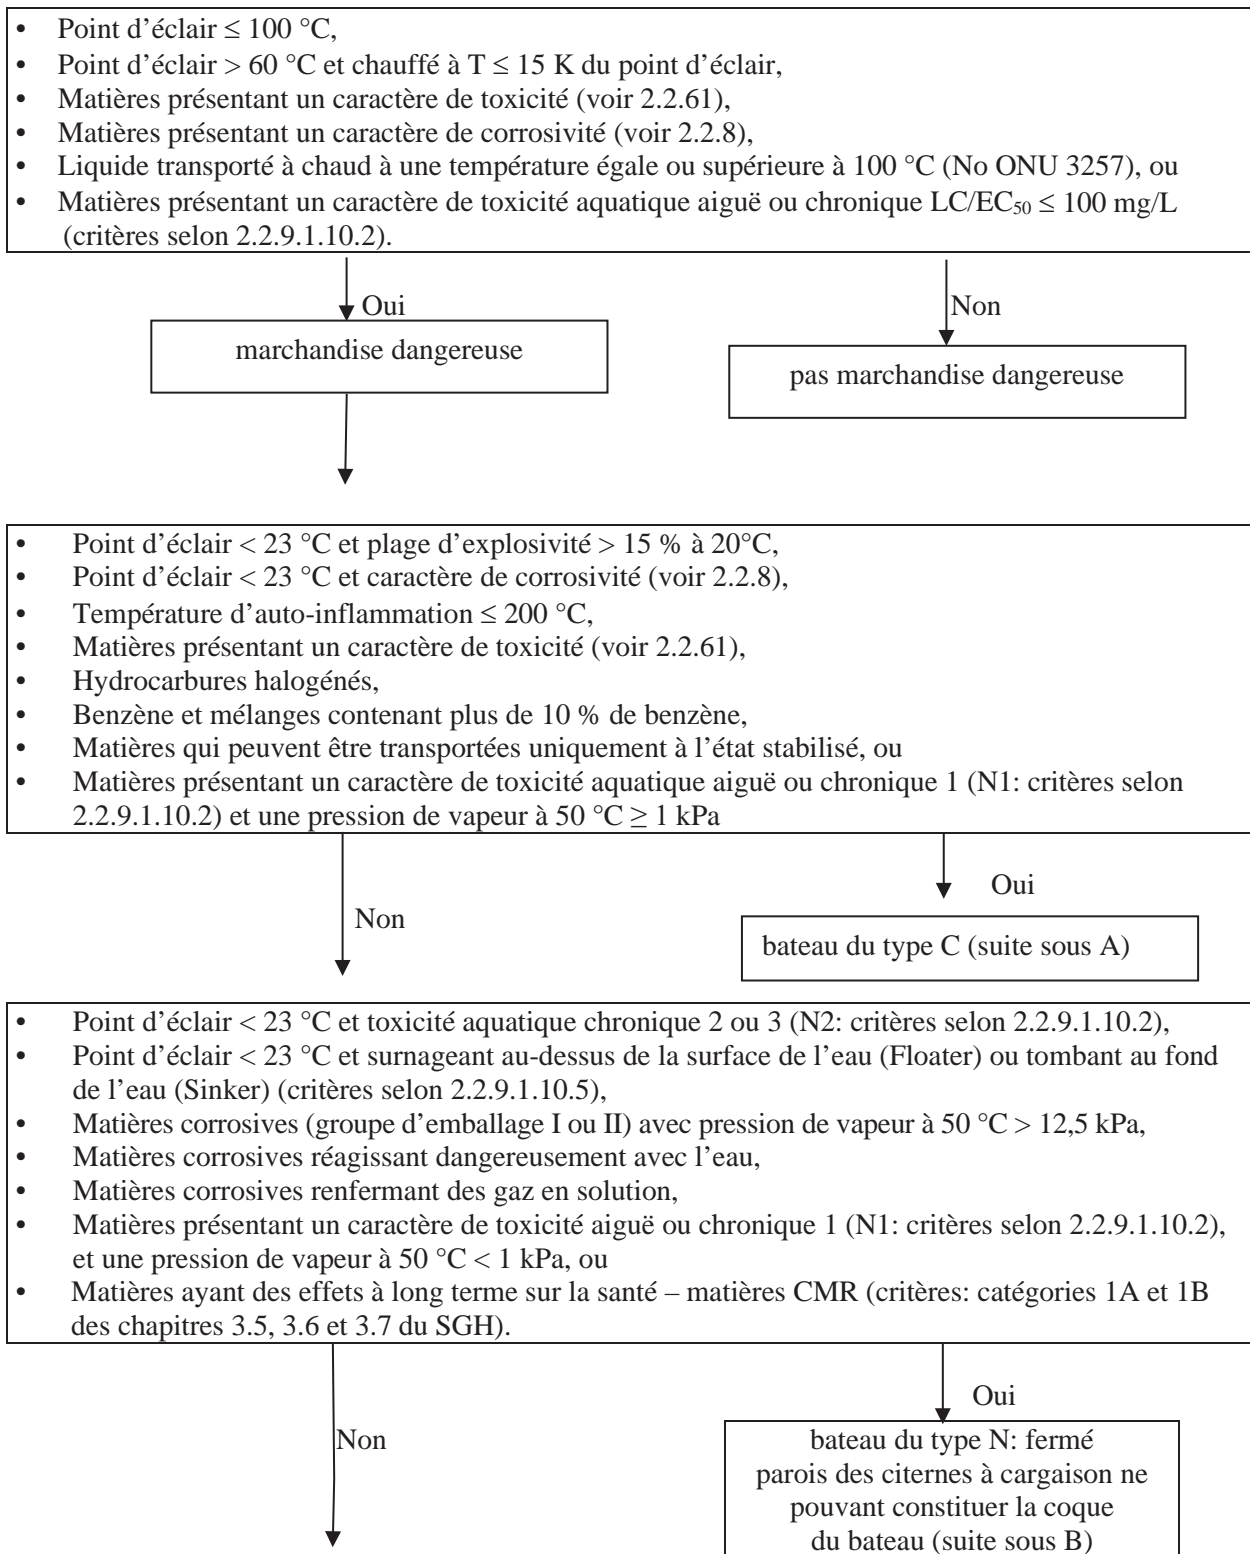 • Point d’éclair ≤ 100 °C,
• Point d’éclair > 60 °C et chauffé à T ≤ 15 K du point d’éclair,
• Matières présentant un caractère de toxicité (voir 2.2.61),
• Matières présentant un caractère de corrosivité (voir 2.2.8),
• Liquide transporté à chaud à une température égale ou supérieure à 100 °C (No ONU 3257), ou
• Matières présentant un caractère de toxicité aquatique aiguë ou chronique LC/EC₅₀ ≤ 100 mg/L
(critères selon 2.2.9.1.10.2).
Oui
Non
marchandise dangereuse
pas marchandise dangereuse
• Point d’éclair < 23 °C et plage d’explosivité > 15 % à 20°C,
• Point d’éclair < 23 °C et caractère de corrosivité (voir 2.2.8),
• Température d’auto-inflammation ≤ 200 °C,
• Matières présentant un caractère de toxicité (voir 2.2.61),
• Hydrocarbures halogénés,
• Benzène et mélanges contenant plus de 10 % de benzène,
• Matières qui peuvent être transportées uniquement à l’état stabilisé, ou
• Matières présentant un caractère de toxicité aquatique aiguë ou chronique 1 (N1: critères selon
2.2.9.1.10.2) et une pression de vapeur à 50 °C ≥ 1 kPa
Oui
Non
bateau du type C (suite sous A)
• Point d’éclair < 23 °C et toxicité aquatique chronique 2 ou 3 (N2: critères selon 2.2.9.1.10.2),
• Point d’éclair < 23 °C et surnageant au-dessus de la surface de l’eau (Floater) ou tombant au fond
de l’eau (Sinker) (critères selon 2.2.9.1.10.5),
• Matières corrosives (groupe d’emballage I ou II) avec pression de vapeur à 50 °C > 12,5 kPa,
• Matières corrosives réagissant dangereusement avec l’eau,
• Matières corrosives renfermant des gaz en solution,
• Matières présentant un caractère de toxicité aiguë ou chronique 1 (N1: critères selon 2.2.9.1.10.2),
et une pression de vapeur à 50 °C < 1 kPa, ou
• Matières ayant des effets à long terme sur la santé – matières CMR (critères: catégories 1A et 1B
des chapitres 3.5, 3.6 et 3.7 du SGH).
Oui
Non
bateau du type N: fermé
parois des citernes à cargaison ne
pouvant constituer la coque
du bateau (suite sous B)